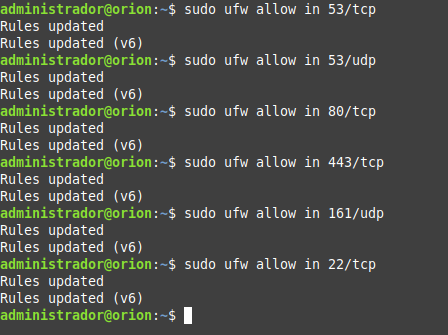 administrador@orion:~$ sudo ufw allow in 53/tcp
Rules updated
Rules updated (v6)
administrador@orion:~$ sudo ufw allow in 53/udp
Rules updated
Rules updated (v6)
administrador@orion:~$ sudo ufw allow in 80/tcp
Rules updated
Rules updated (v6)
administrador@orion:~$ sudo ufw allow in 443/tcp
Rules updated
Rules updated (v6)
administrador@orion:~$ sudo ufw allow in 161/udp
Rules updated
Rules updated (v6)
administrador@orion:~$ sudo ufw allow in 22/tcp
Rules updated
Rules updated (v6)
administrador@orion:~$